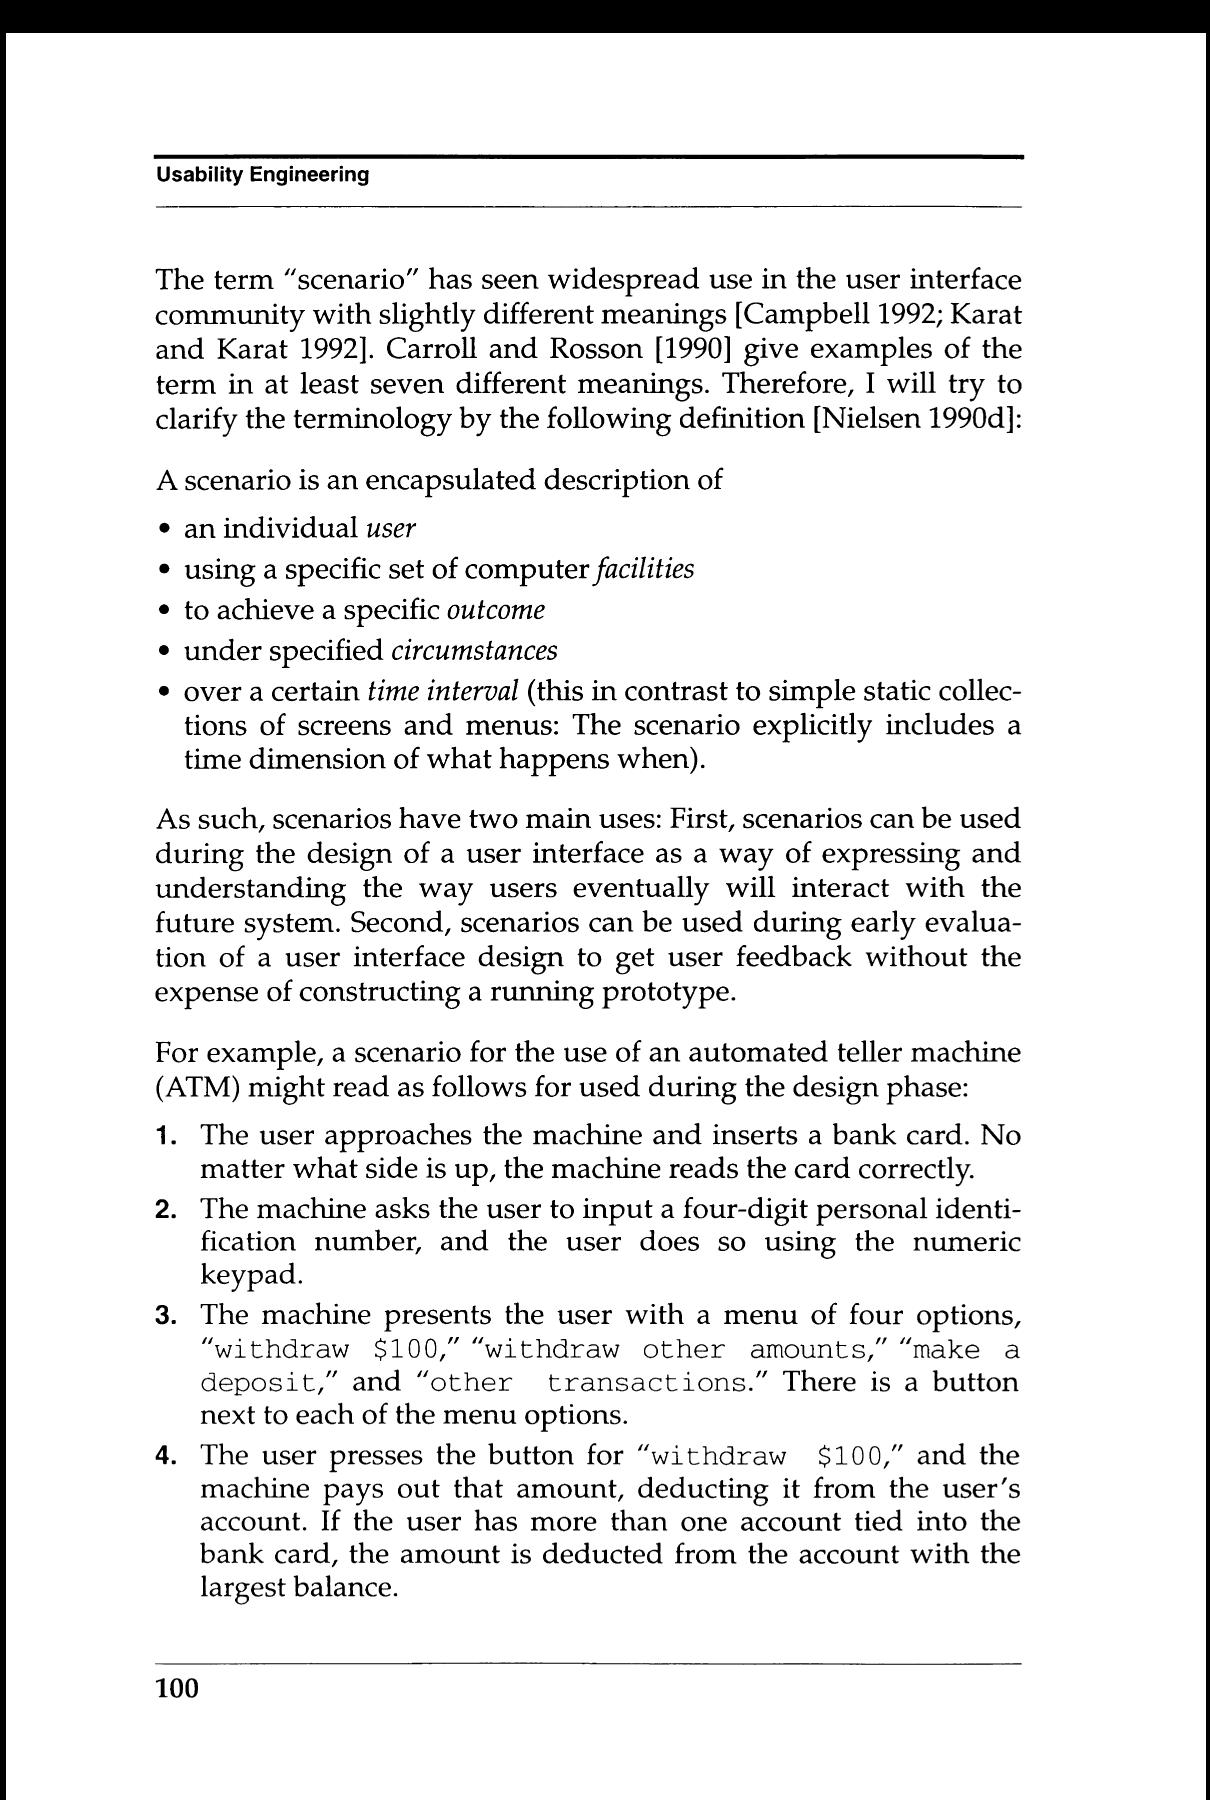 Usability Engineering
The term "scenario" has seen widespread use in the user interface
community with slightly different meanings [Campbell 1992; Karat
and Karat 1992]. Carroll and Rosson [1990] give examples of the
term in at least seven different meanings. Therefore, I will try to
clarify the terminology by the following definition [Nielsen 1990d]:
A scenario is an encapsulated description of
• an individual user
• using a specific set of computer facilities
• to achieve a specific outcome
• under specified circumstances
• over a certain time interval (this in contrast to simple static collec-
tions of screens and menus: The scenario explicitly includes a
time dimension of what happens when).
As such, scenarios have two main uses: First, scenarios can be used
during the design of a user interface as a way of expressing and
understanding the way users eventually will interact with the
future system. Second, scenarios can be used during early evalua-
tion of a user interface design to get user feedback without the
expense of constructing a running prototype.
For example, a scenario for the use of an automated teller machine
(ATM) might read as follows for used during the design phase:
1. The user approaches the machine and inserts a bank card. No
matter what side is up, the machine reads the card correctly.
2. The machine asks the user to input a four-digit personal identi-
fication number, and the user does so using the numeric
keypad.
3. The machine presents the user with a menu of four options,
"withdraw $100," "withdraw other amounts," "make a
deposit," and "other transactions." There is a button
next to each of the menu options.
4. The user presses the button for "withdraw $100," and the
machine pays out that amount, deducting it from the user's
account. If the user has more than one account tied into the
bank card, the amount is deducted from the account with the
largest balance.
100